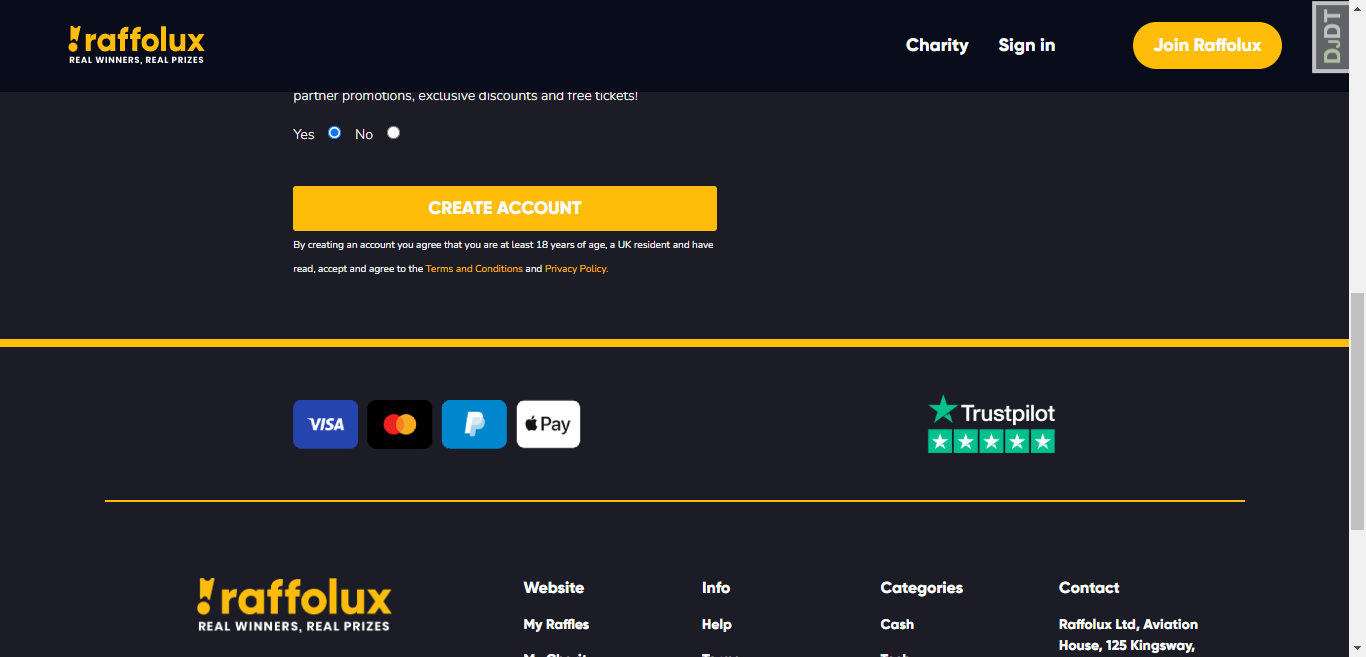 raffolux
REAL WINNERS, REAL PRIZES
Charity
Sign in
Join Raffolux
DJDT
partner promotions, exclusive discounts and free tickets!
Yes No
CREATE ACCOUNT
By creating an account you agree that you are at least 18 years of age, a UK resident and have
read, accept and agree to the Terms and Conditions and Privacy Policy.
VISA
Pay
Trustpilot
raffolux
REAL WINNERS, REAL PRIZES
Website
My Raffles
Info
Help
Categories
Cash
Contact
Raffolux Ltd, Aviation
House, 125 Kingsway,